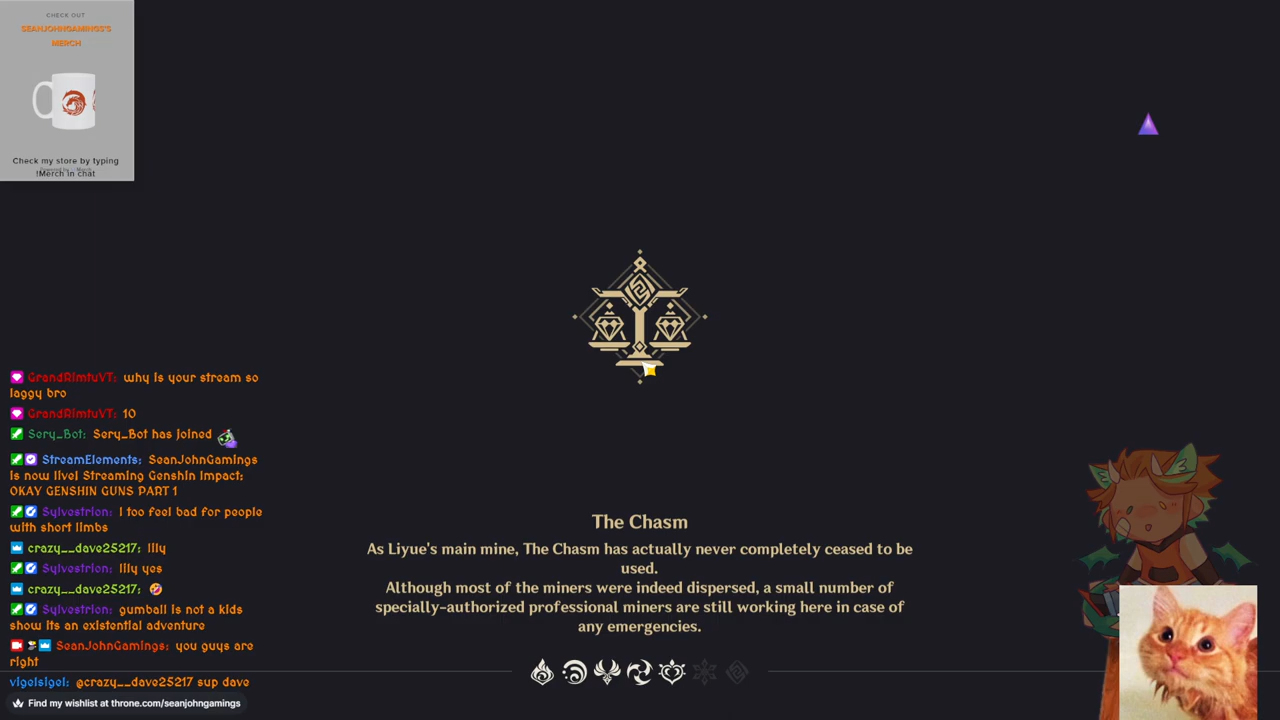 CHECK OUT
SEANJOHNGAMINGS'S
MERCH
Check my store by typing
!Merch in chat
GrandRimtuVT: why is your stream so
laggy bro
GrandRimtuVT: 10
Sery_Bot: Sery_Bot has joined
StreamElements: SeanJohnGamings
is now live! Streaming Genshin Impact:
OKAY GENSHIN GUNS PART 1
Sylvestrion: I too feel bad for people
with short limbs
crazy__dave25217: llly
Sylvestrion: llly yes
crazy__dave25217:
Sylvestrion: gumball is not a kids
show its an existential adventure
SeanJohnGamings: you guys are
right
vigelsigel: @crazy__dave25217 sup dave
Find my wishlist at throne.com/seanjohngamings
The Chasm
As Liyue's main mine, The Chasm has actually never completely ceased to be
used.
Although most of the miners were indeed dispersed, a small number of
specially-authorized professional miners are still working here in case of
any emergencies.